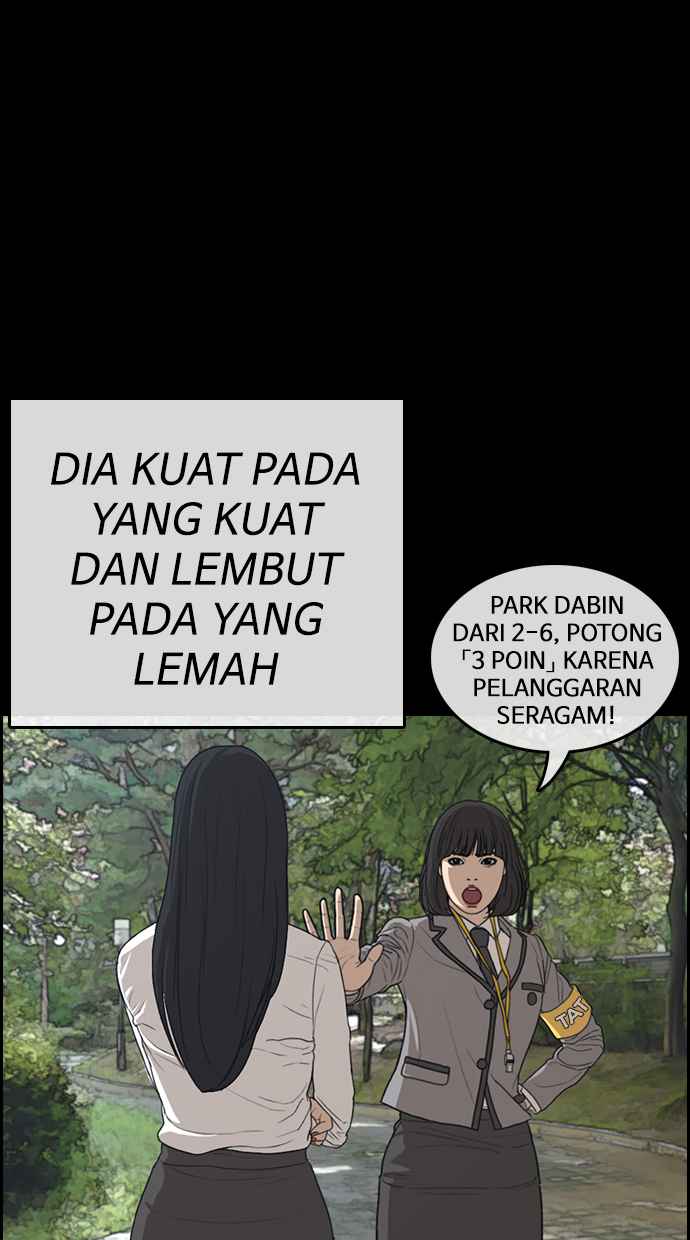 DIA KUAT PADA
YANG KUAT
DAN LEMBUT
PADA YANG
LEMAH
PARK DABIN
DARI 2-6, POTONG
「3 POIN」 KARENA
PELANGGARAN
SERAGAM!
TAT